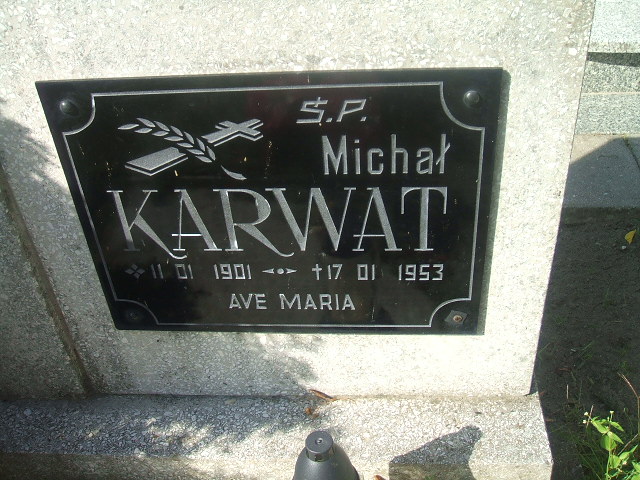 Ś.P.
Michał
KARWAT
11 01 1901 †17 01 1953
AVE MARIA